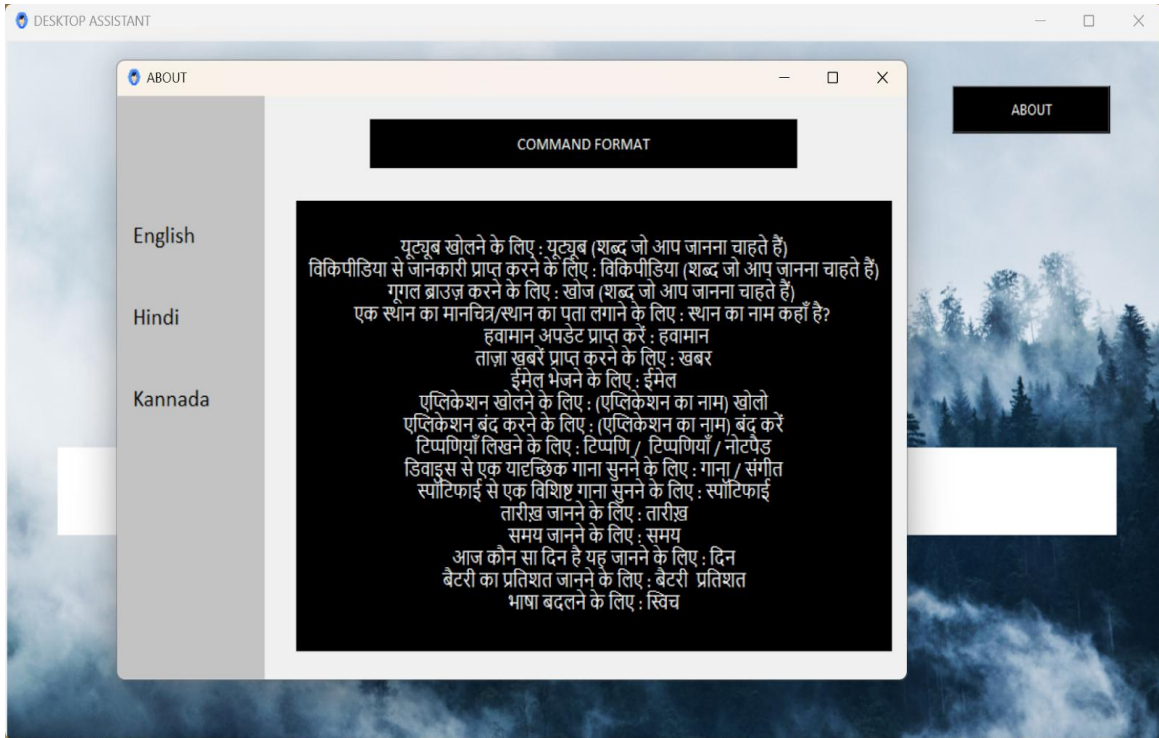 DESKTOP ASSISTANT
ABOUT
ABOUT
COMMAND FORMAT
English
Hindi
Kannada
यूट्यूब खोलने के लिए : यूट्यूब (शब्द जो आप जानना चाहते हैं)
विकिपीडिया से जानकारी प्राप्त करने के लिए : विकिपीडिया (शब्द जो आप जानना चाहते है)
गूगल ब्राउज़ करने के लिए : खोज (शब्द जो आप जानना चाहते हैं)
एक स्थान का मानचित्र/स्थान का पता लगाने के लिए : स्थान का नाम कहाँ है?
हवामान अपडेट प्राप्त करें : हवामान
ताज़ा खबरें प्राप्त करने के लिए : खबर
ईमेल भेजने के लिए : ईमेल
एप्लिकेशन खोलने के लिए : (एप्लिकेशन का नाम) खोलो
एप्लिकेशन बंद करने के लिए : (एप्लिकेशन का नाम) बंद करें
टिप्पणियाँ लिखने के लिए : टिप्पणि / टिप्पणियाँ / नोटपैड
डिवाइस से एक यादृच्छिक गाना सुनने के लिए : गाना / संगीत
स्पॉटिफाई से एक विशिष्ट गाना सुनने के लिए : स्पॉटिफाई
तारीख़ जानने के लिए : तारीख़
समय जानने के लिए : समय
आज कौन सा दिन है यह जानने के लिए : दिन
बैटरी का प्रतिशत जानने के लिए : बैटरी प्रतिशत
भाषा बदलने के लिए : स्विच